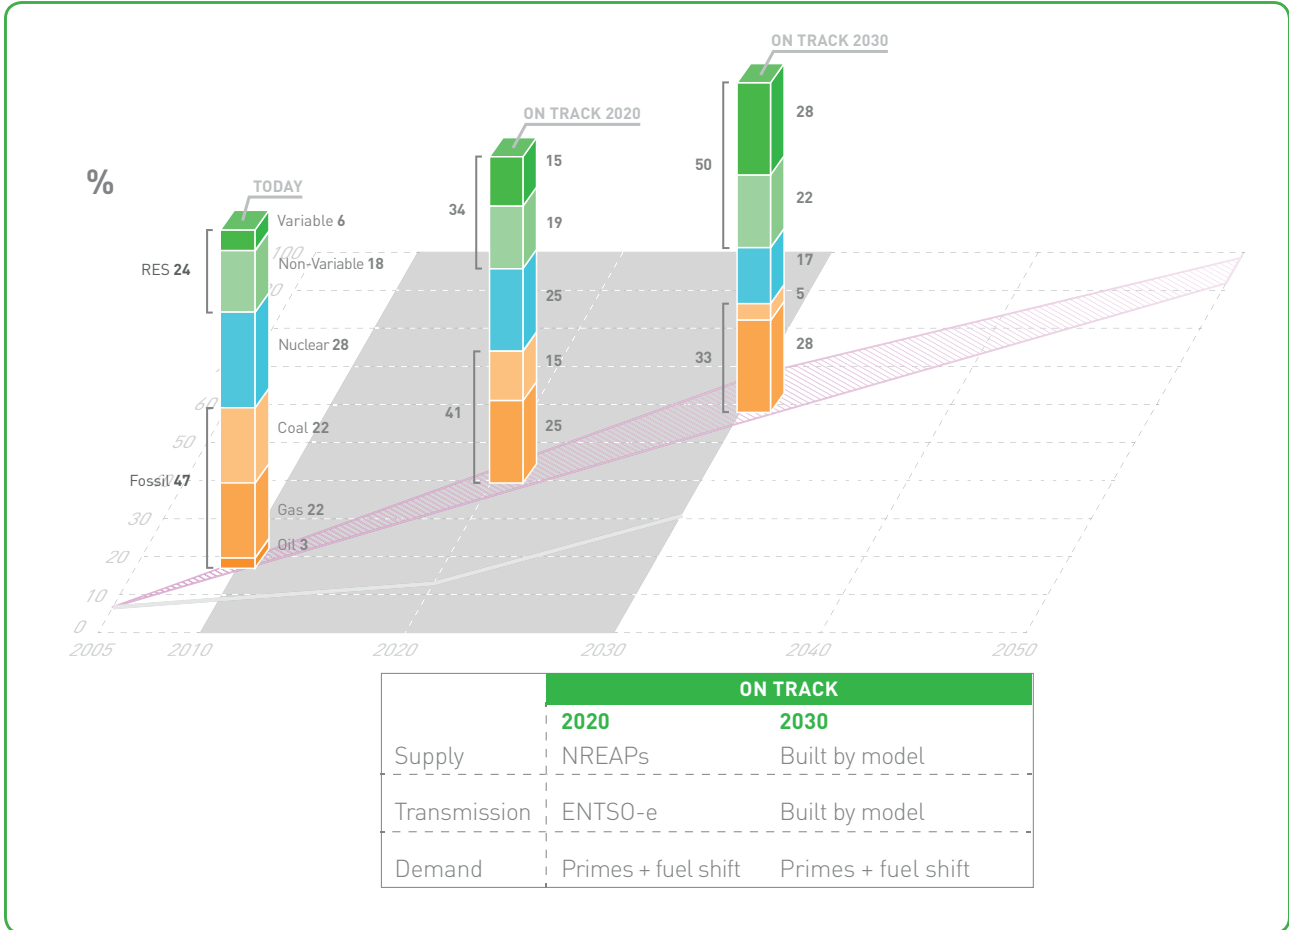 ON TRACK 2030
28
50
22
17
5
33
28
ON TRACK 2020
15
34
19
25
15
41
25
%
TODAY
Variable 6
RES 24
Non-Variable 18
Nuclear 28
Coal 22
Fossil 47
Gas 22
Oil 3
100
60
50
30
20
10
0
2005 2010 2020 2030 2040 2050
ON TRACK
2020 2030
Supply NREAPs Built by model
Transmission ENTSO-e Built by model
Demand Primes + fuel shift Primes + fuel shift